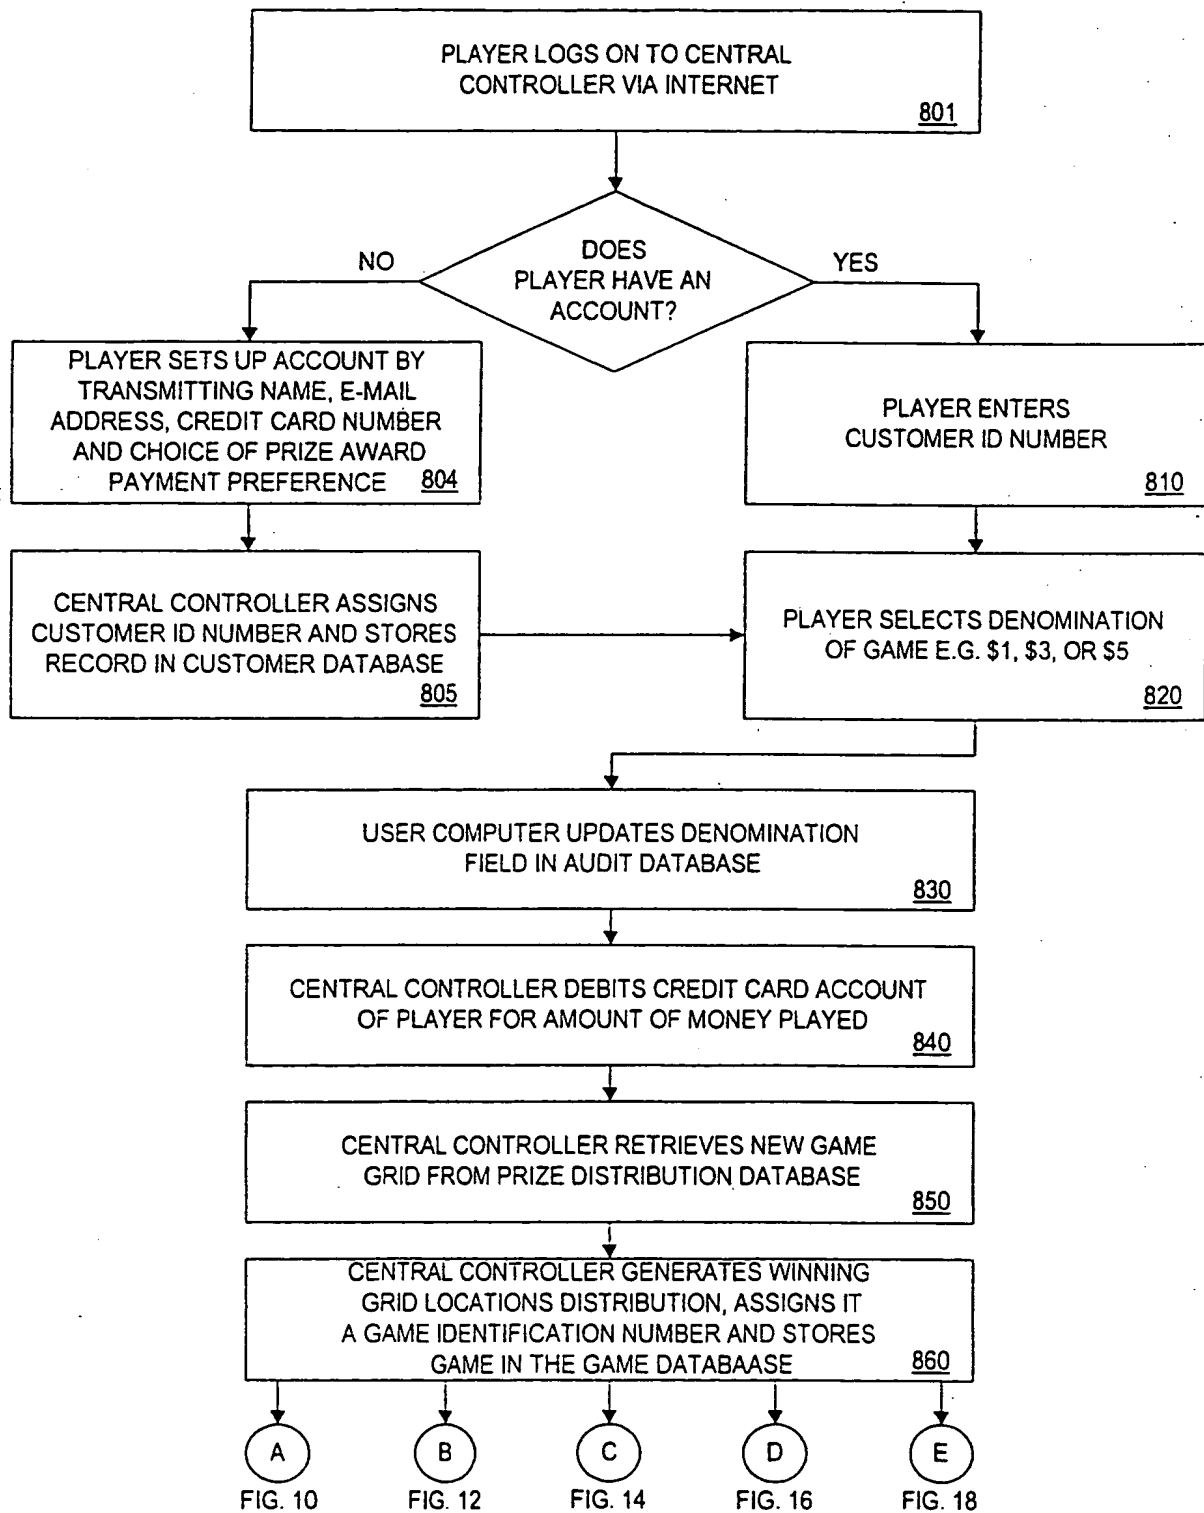 PLAYER LOGS ON TO CENTRAL
CONTROLLER VIA INTERNET
801
DOES
PLAYER HAVE AN
ACCOUNT?
NO
YES
PLAYER SETS UP ACCOUNT BY
TRANSMITTING NAME, E-MAIL
ADDRESS, CREDIT CARD NUMBER
AND CHOICE OF PRIZE AWARD
PAYMENT PREFERENCE 804
PLAYER ENTERS
CUSTOMER ID NUMBER
810
CENTRAL CONTROLLER ASSIGNS
CUSTOMER ID NUMBER AND STORES
RECORD IN CUSTOMER DATABASE
805
PLAYER SELECTS DENOMINATION
OF GAME E.G. $1, $3, OR $5
820
USER COMPUTER UPDATES DENOMINATION
FIELD IN AUDIT DATABASE
830
CENTRAL CONTROLLER DEBITS CREDIT CARD ACCOUNT
OF PLAYER FOR AMOUNT OF MONEY PLAYED
840
CENTRAL CONTROLLER RETRIEVES NEW GAME
GRID FROM PRIZE DISTRIBUTION DATABASE
850
CENTRAL CONTROLLER GENERATES WINNING
GRID LOCATIONS DISTRIBUTION, ASSIGNS IT
A GAME IDENTIFICATION NUMBER AND STORES
GAME IN THE GAME DATABAASE 860
A B C D E
FIG. 10 FIG. 12 FIG. 14 FIG. 16 FIG. 18